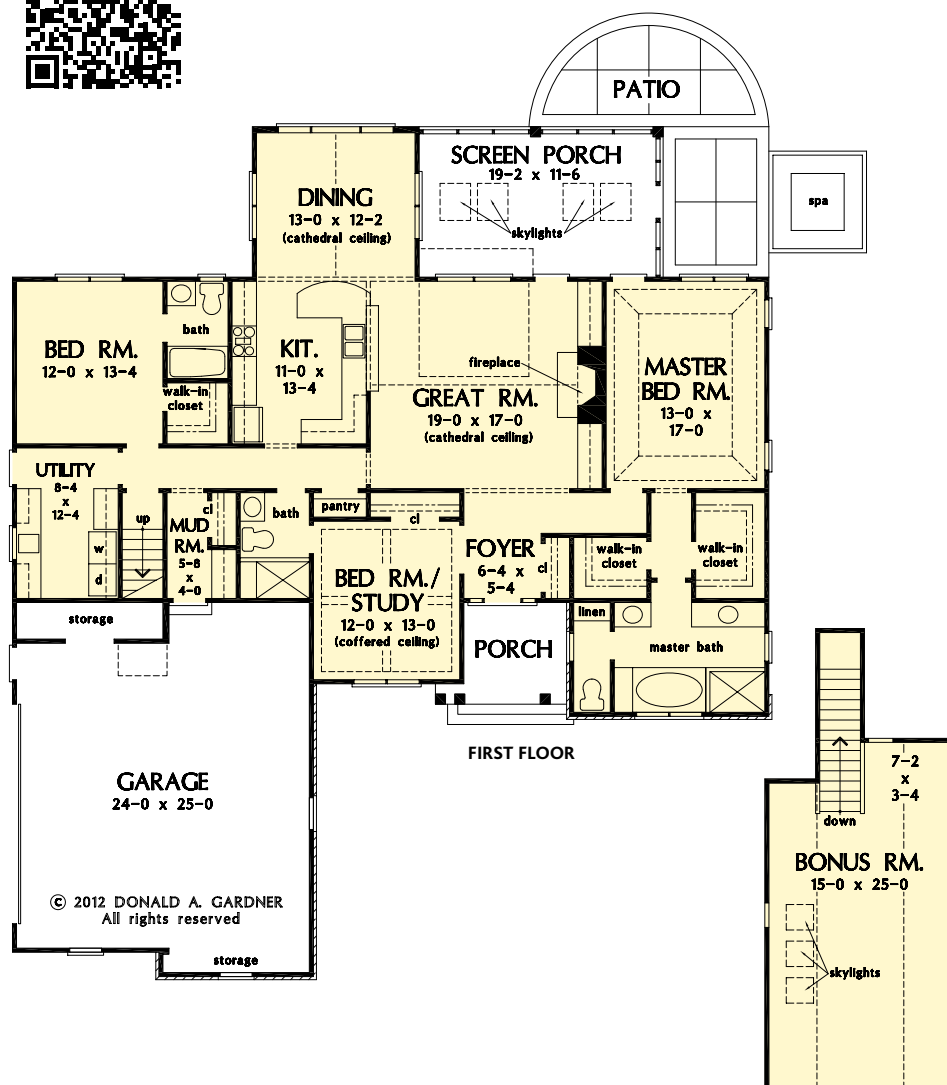 PATIO
SCREEN PORCH
19-2 x 11-6
skylights
spa
DINING
13-0 x 12-2
(cathedral ceiling)
BED RM.
12-0 x 13-4
bath
walk-in
closet
KIT.
11-0 x
13-4
fireplace
GREAT RM.
19-0 x 17-0
(cathedral ceiling)
MASTER
BED RM.
13-0 x
17-0
UTILITY
8-4
x
12-4
w
d
up
cl
MUD
RM.
5-8
x
4-0
bath
pantry
cl
BED RM./
STUDY
12-0 x 13-0
(coffered ceiling)
FOYER
6-4 x
5-4
cl
walk-in
closet
walk-in
closet
linen
master bath
storage
PORCH
FIRST FLOOR
GARAGE
24-0 x 25-0
© 2012 DONALD A. GARDNER
All rights reserved
storage
7-2
x
3-4
down
BONUS RM.
15-0 x 25-0
skylights